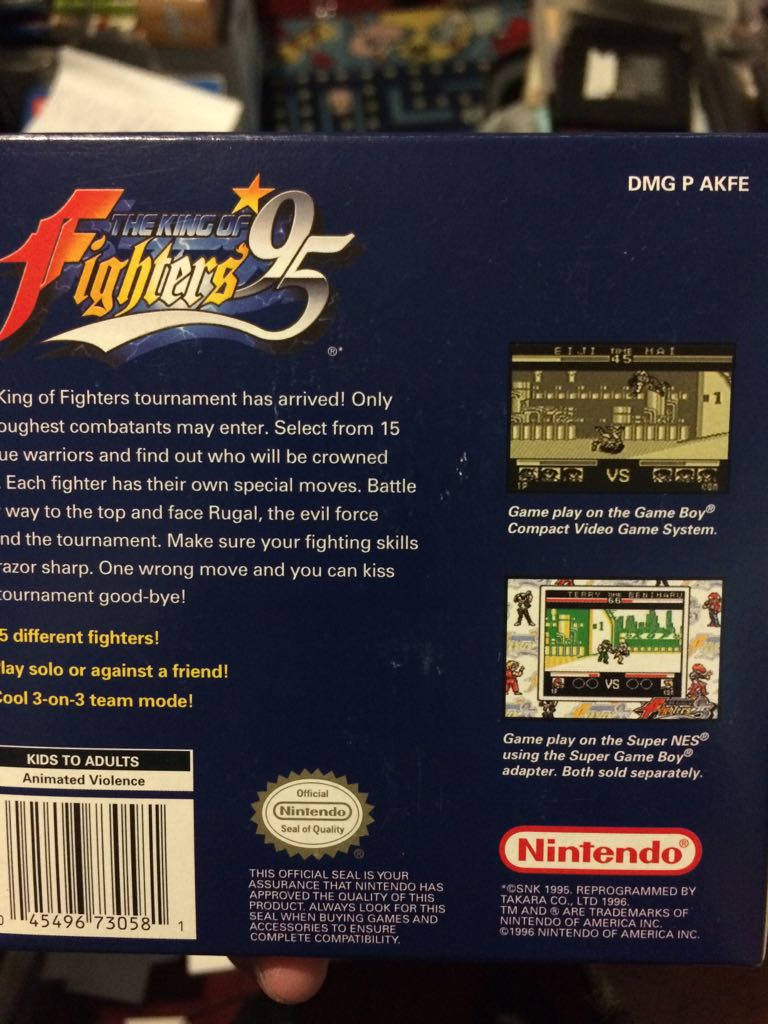 DMG P AKFE
THE KING OF
Fighters '95
®*
King of Fighters tournament has arrived! Only
oughest combatants may enter. Select from 15
ue warriors and find out who will be crowned
. Each fighter has their own special moves. Battle
way to the top and face Rugal, the evil force
nd the tournament. Make sure your fighting skills
razor sharp. One wrong move and you can kiss
tournament good-bye!
5 different fighters!
lay solo or against a friend!
Cool 3-on-3 team mode!
EIJI TIME MAI
45
1
VS
1P COM
Game play on the Game Boy®
Compact Video Game System.
TERRY TIME BENIMARU
66
1
VS
Game play on the Super NES®
using the Super Game Boy®
adapter. Both sold separately.
KIDS TO ADULTS
Animated Violence
0 45496 73058 1
Official
Nintendo
Seal of Quality
®
THIS OFFICIAL SEAL IS YOUR
ASSURANCE THAT NINTENDO HAS
APPROVED THE QUALITY OF THIS
PRODUCT. ALWAYS LOOK FOR THIS
SEAL WHEN BUYING GAMES AND
ACCESSORIES TO ENSURE
COMPLETE COMPATIBILITY.
Nintendo®
*©SNK 1995. REPROGRAMMED BY
TAKARA CO., LTD 1996.
TM AND ® ARE TRADEMARKS OF
NINTENDO OF AMERICA INC.
©1996 NINTENDO OF AMERICA INC.